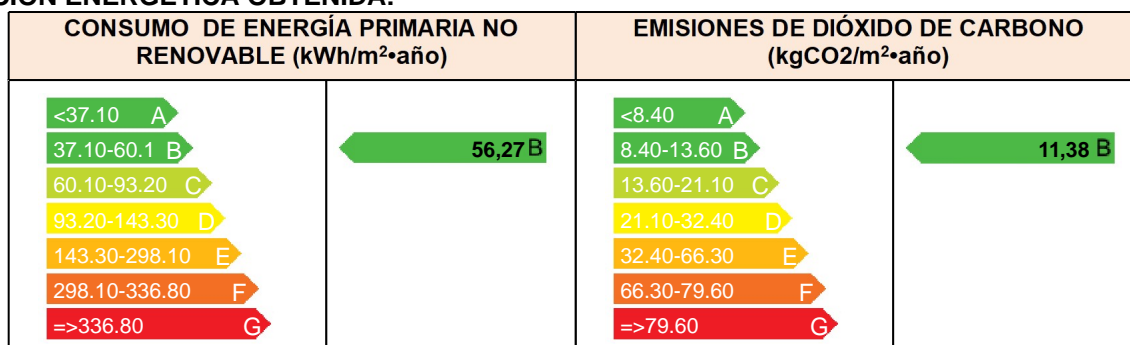 CONSUMO DE ENERGÍA PRIMARIA NO
RENOVABLE (kWh/m²•año)
<37.10 A
37.10-60.1 B
60.10-93.20 C
93.20-143.30 D
143.30-298.10 E
298.10-336.80 F
=>336.80 G
56,27 B
EMISIONES DE DIÓXIDO DE CARBONO
(kgCO2/m²•año)
<8.40 A
8.40-13.60 B
13.60-21.10 C
21.10-32.40 D
32.40-66.30 E
66.30-79.60 F
=>79.60 G
11,38 B